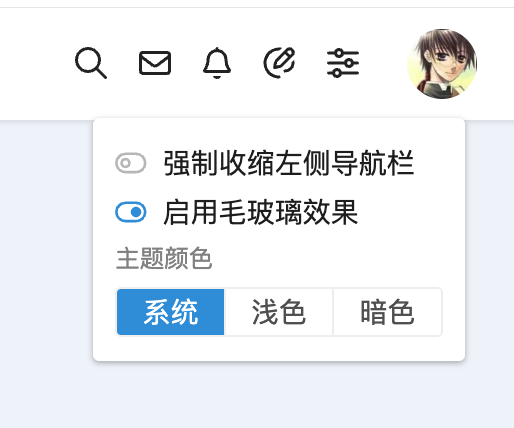 强制收缩左侧导航栏
启用毛玻璃效果
主题颜色
系统 浅色 暗色